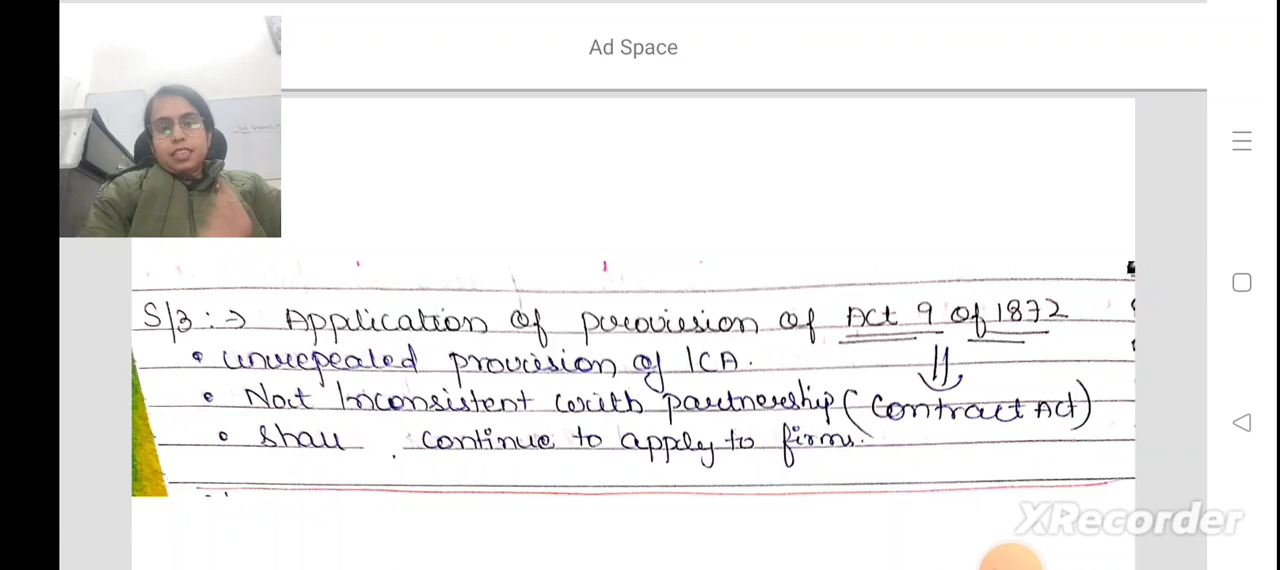 Ad Space
S/3 :→ Application of provision of Act 9 of 1872
• unrepealed provision of ICA.
• Not Inconsistent with partnership (Contract Act)
• Shall continue to apply to firms.
XRecorder